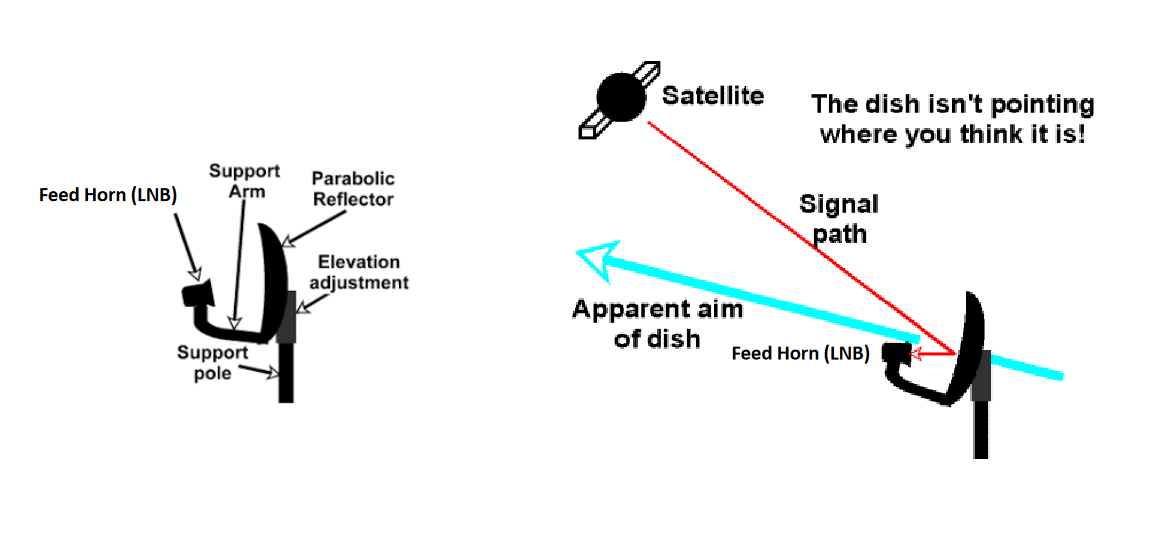 Support
Arm
Feed Horn (LNB)
Parabolic
Reflector
Elevation
adjustment
Support
pole
Satellite
The dish isn't pointing
where you think it is!
Signal
path
Apparent aim
of dish
Feed Horn (LNB)